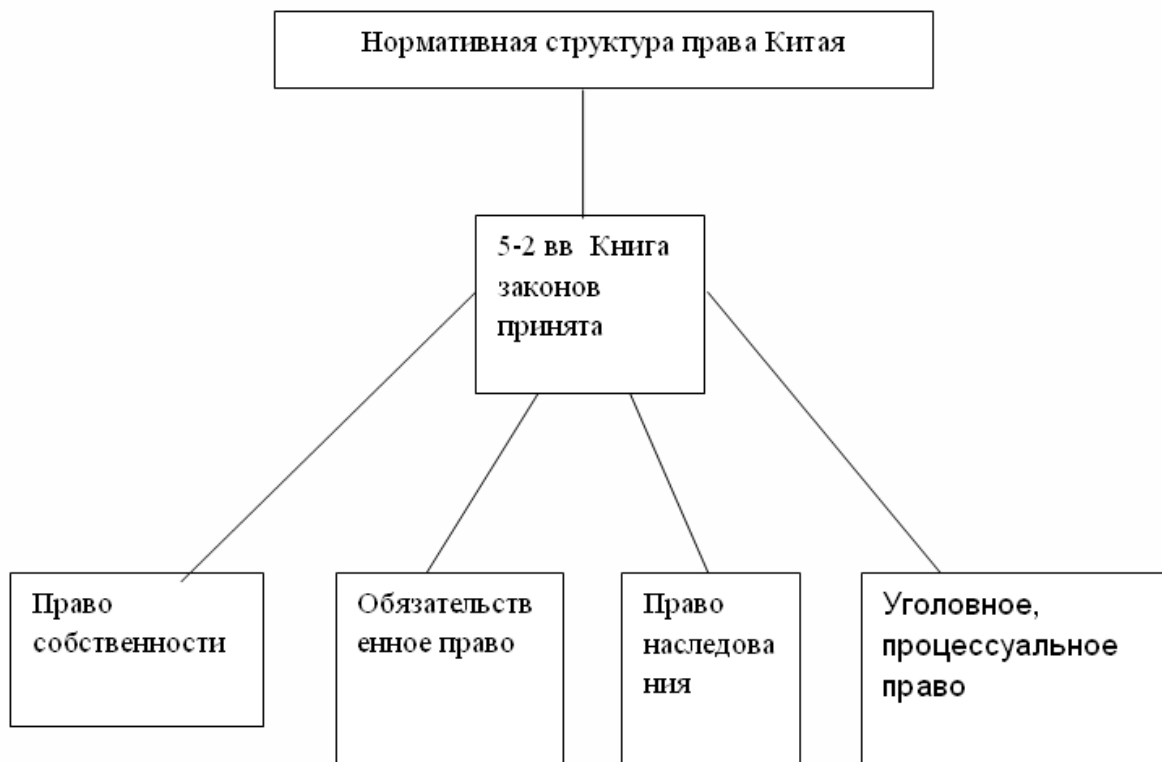 Нормативная структура права Китая
5-2 вв Книга
законов
принята
Право
собственности
Обязательств
енное право
Право
наследова
ния
Уголовное,
процессуальное
право